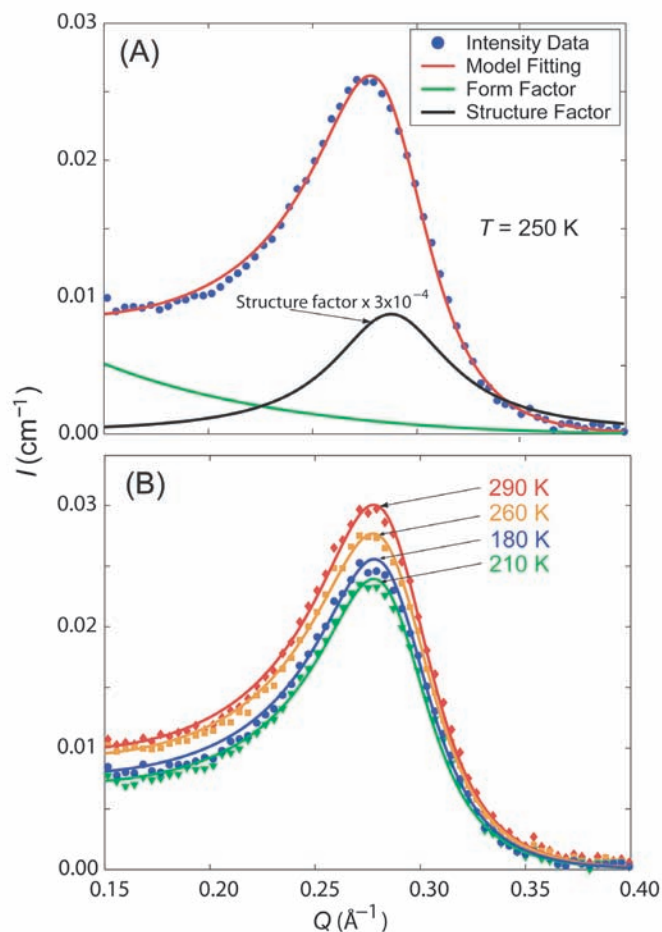 0.03
(A)
Intensity Data
Model Fitting
Form Factor
Structure Factor
0.02
T = 250 K
0.01
Structure factor x 3x10⁻⁴
0.00
I (cm⁻¹)
0.03
(B)
290 K
260 K
180 K
210 K
0.02
0.01
0.00
0.15 0.20 0.25 0.30 0.35 0.40
Q (Å⁻¹)